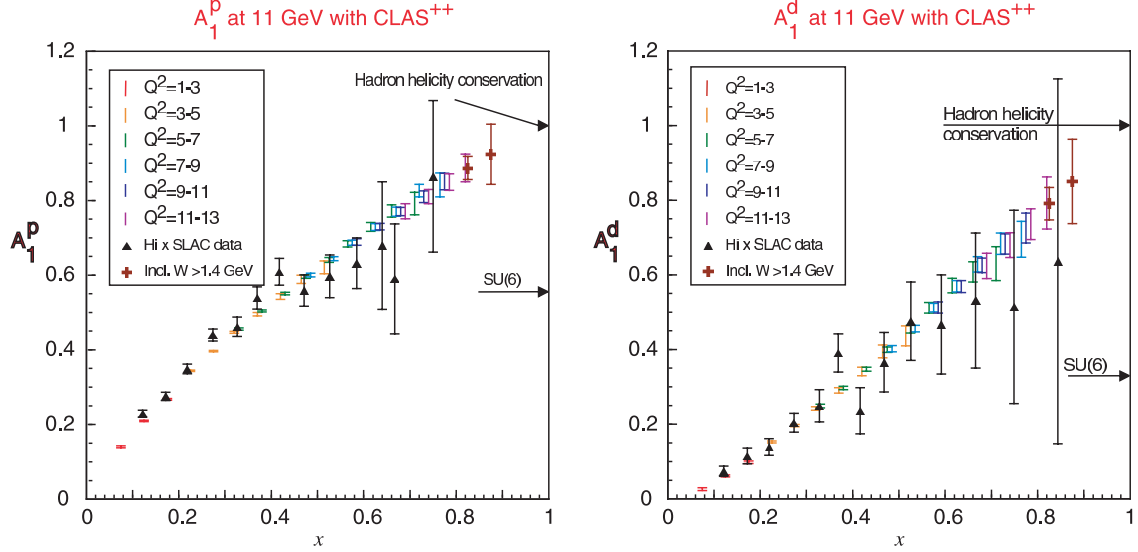 A₁ᵖ at 11 GeV with CLAS⁺⁺
1.2
1
0.8
0.6
0.4
0.2
0
Q²=1-3
Q²=3-5
Q²=5-7
Q²=7-9
Q²=9-11
Q²=11-13
Hi x SLAC data
Incl. W >1.4 GeV
Hadron helicity conservation
SU(6)
A₁ᵖ
0 0.2 0.4 0.6 0.8 1
x
A₁ᵈ at 11 GeV with CLAS⁺⁺
1.2
1
0.8
0.6
0.4
0.2
0
Q²=1-3
Q²=3-5
Q²=5-7
Q²=7-9
Q²=9-11
Q²=11-13
Hi x SLAC data
Incl. W >1.4 GeV
Hadron helicity
conservation
SU(6)
A₁ᵈ
0 0.2 0.4 0.6 0.8 1
x